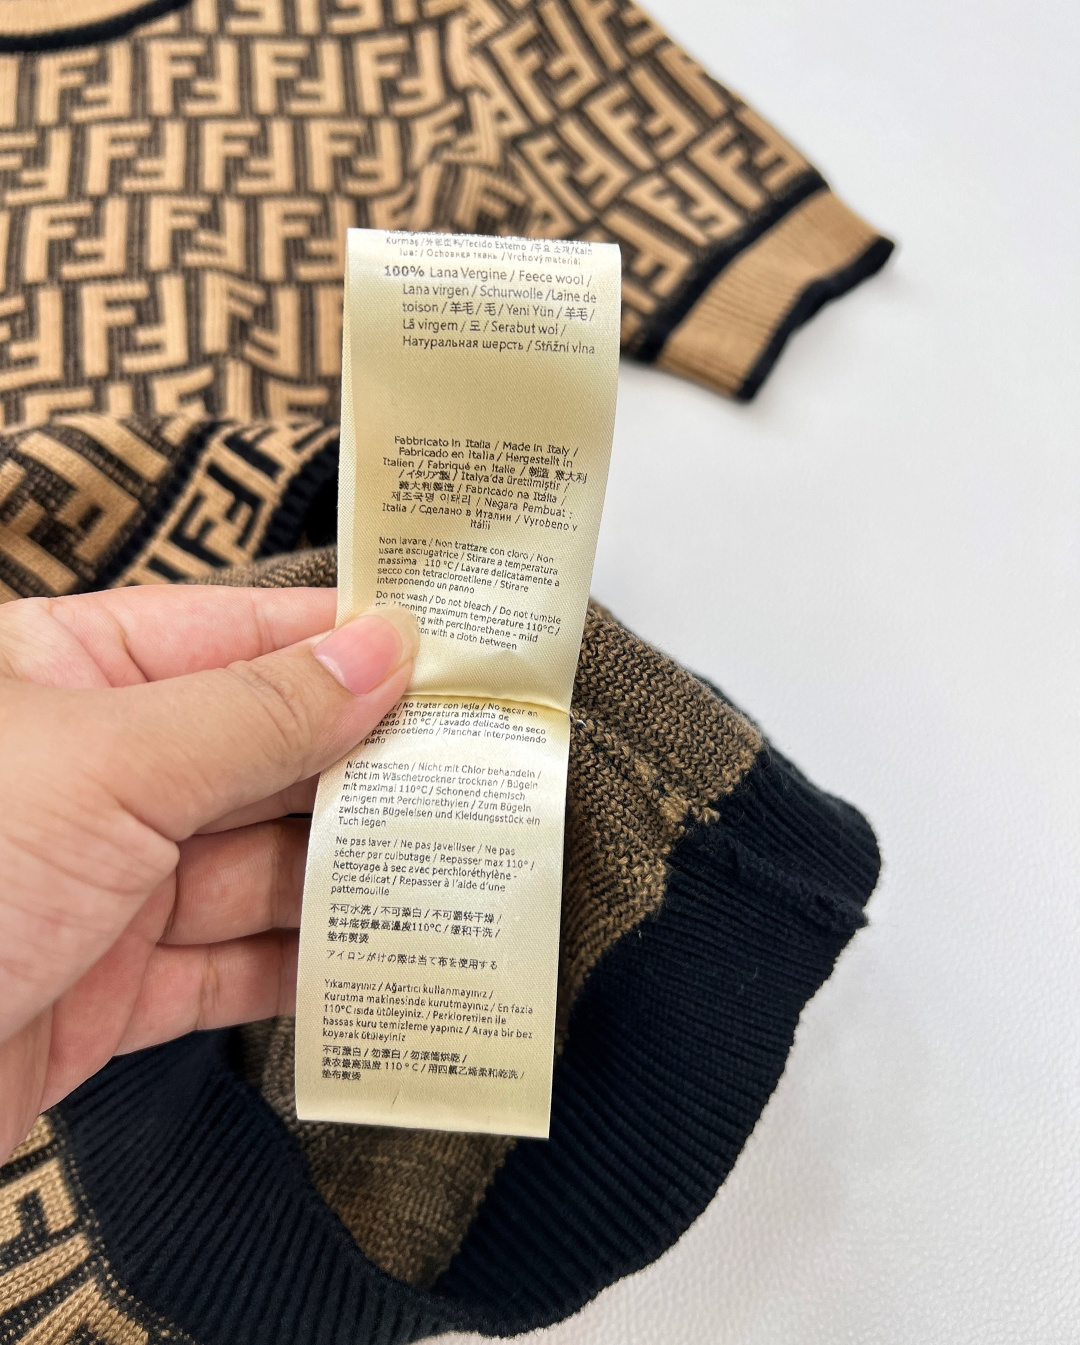 Kurmaş/外部面料/Tecido Externo /주요 소재/Kain
luar / Основная ткань / Vrchový materiál
100% Lana Vergine / Feece wool /
Lana virgen / Schurwolle /Laine de
toison / 羊毛 / 毛 / Yeni Yün / 羊毛 /
Lã virgem / 모 / Serabut wol /
Натуральная шерсть / Střižní vlna
Fabbricato in Italia / Made in Italy /
Fabricado en Italia / Hergestellt in
Italien / Fabriqué en Italie / 制造 意大利
/ イタリア製 / Italya'da üretilmiştir /
義大利製造 / Fabricado na Itália /
제조국명 이태리 / Negara Pembuat :
Italia / Сделано в Италии / Vyrobeno v
Itálii
Non lavare / Non trattare con cloro / Non
usare asciugatrice / Stirare a temperatura
massima 110 °C / Lavare delicatamente a
secco con tetracloroetilene / Stirare
interponendo un panno
Do not wash / Do not bleach / Do not tumble
/ Ironing maximum temperature 110°C /
with perclhorethene - mild
with a cloth between
/ No tratar con lejía / No secar en
/ Temperatura máxima de
110 °C / Lavado delicado en seco
percloroetieno / Planchar interponiendo
paño
Nicht waschen / Nicht mit Chlor behandeln /
Nicht im Wäschetrockner trocknen / Bügeln
mit maximal 110°C / Schonend chemisch
reinigen mit Perchlorethylen / Zum Bügeln
zwischen Bügeleisen und Kleidungsstück ein
Tuch legen
Ne pas laver / Ne pas javelliser / Ne pas
sécher par culbutage / Repasser max 110° /
Nettoyage à sec avec perchloréthylène -
Cycle délicat / Repasser à l'aide d'une
pattemouille
不可水洗 / 不可漂白 / 不可翻转干燥 /
熨斗底板最高温度110°C / 缓和干洗 /
垫布熨烫
アイロンがけの際は当て布を使用する
Yıkamayınız / Ağartıcı kullanmayınız /
Kurutma makinesinde kurutmayınız / En fazla
110°C ısıda ütüleyiniz. / Perkloretilen ile
hassas kuru temizleme yapınız / Araya bir bez
koyarak ütüleyiniz
不可漂白 / 勿漂白 / 勿滾筒烘乾 /
燙衣最高温度 110 °C / 用四氯乙烯柔和乾洗 /
墊布熨燙